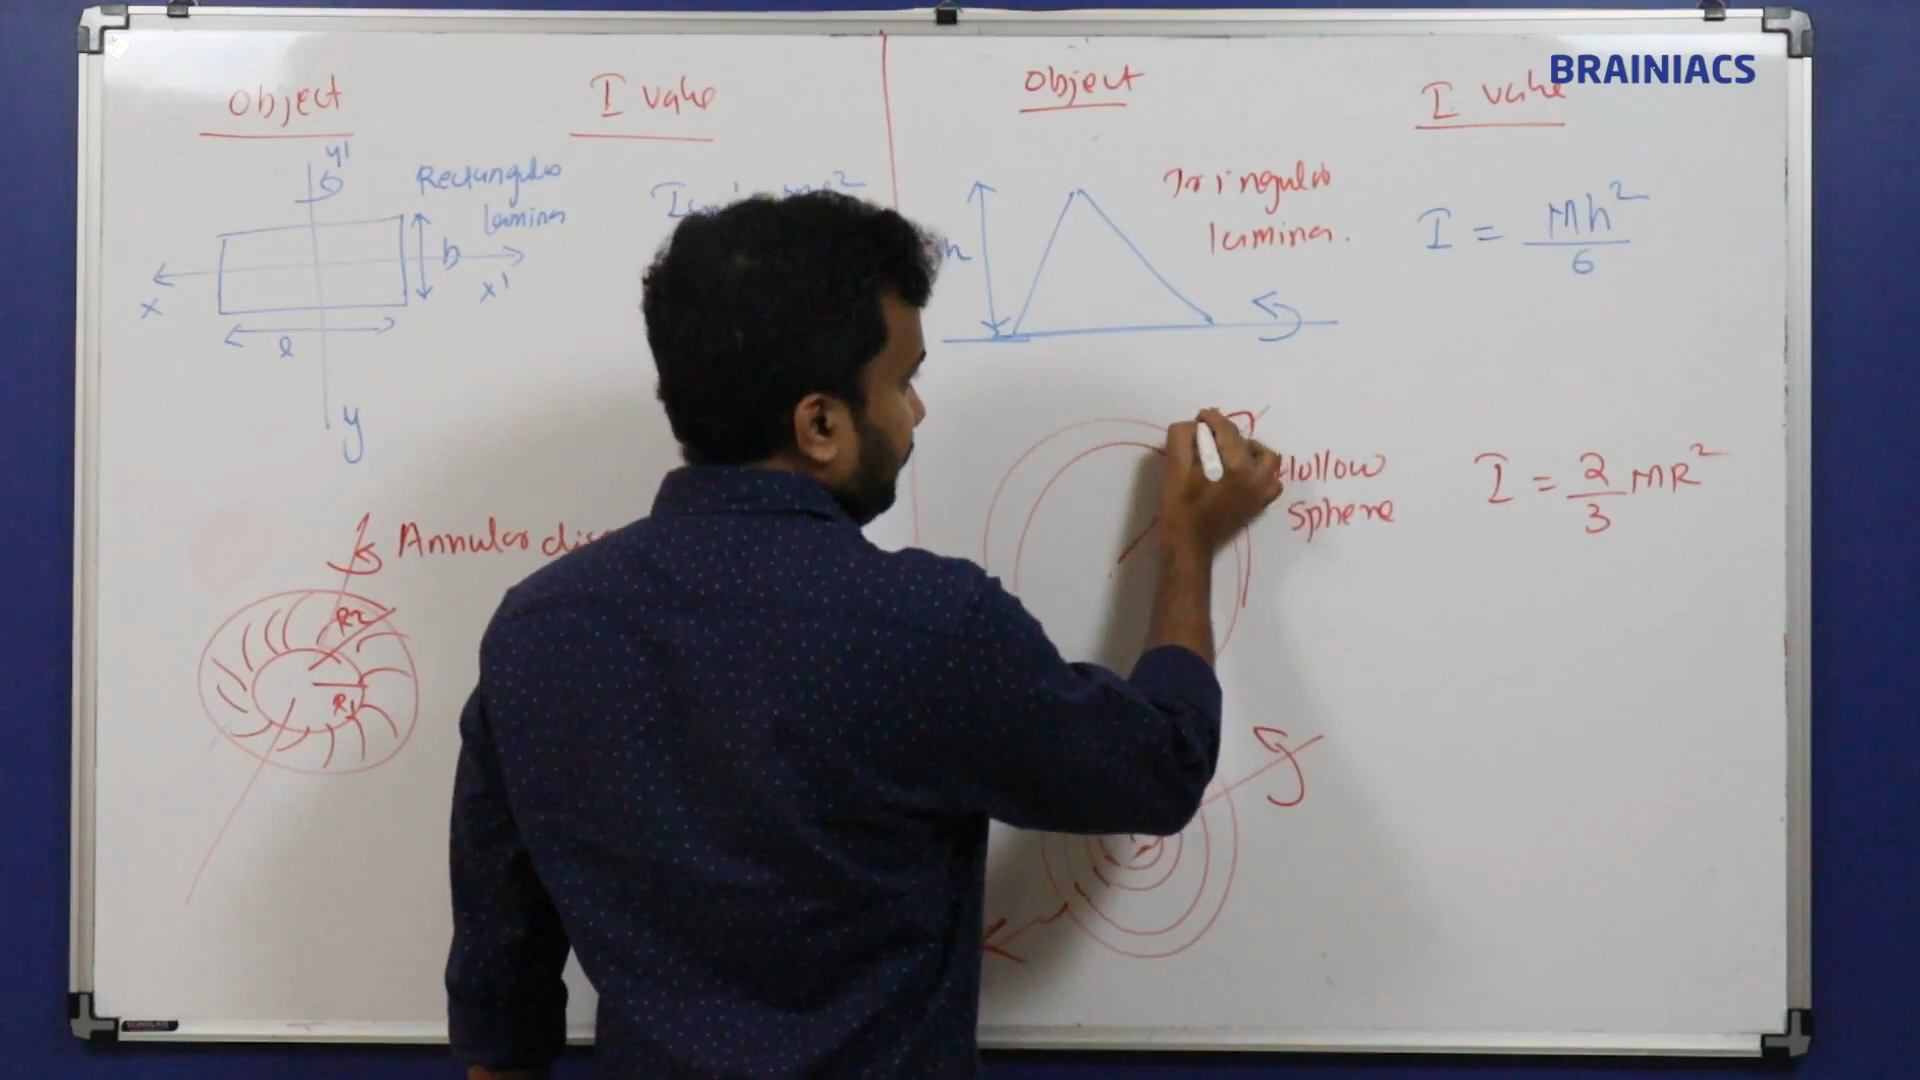 BRAINIACS
Object
I value
y'
Rectangular
lamina
b
x
x'
l
y
Annular
R2
R1
Object
I value
Triangular
lamina.
h
I = Mh²/6
Hollow
sphere
I = 2/3 MR²